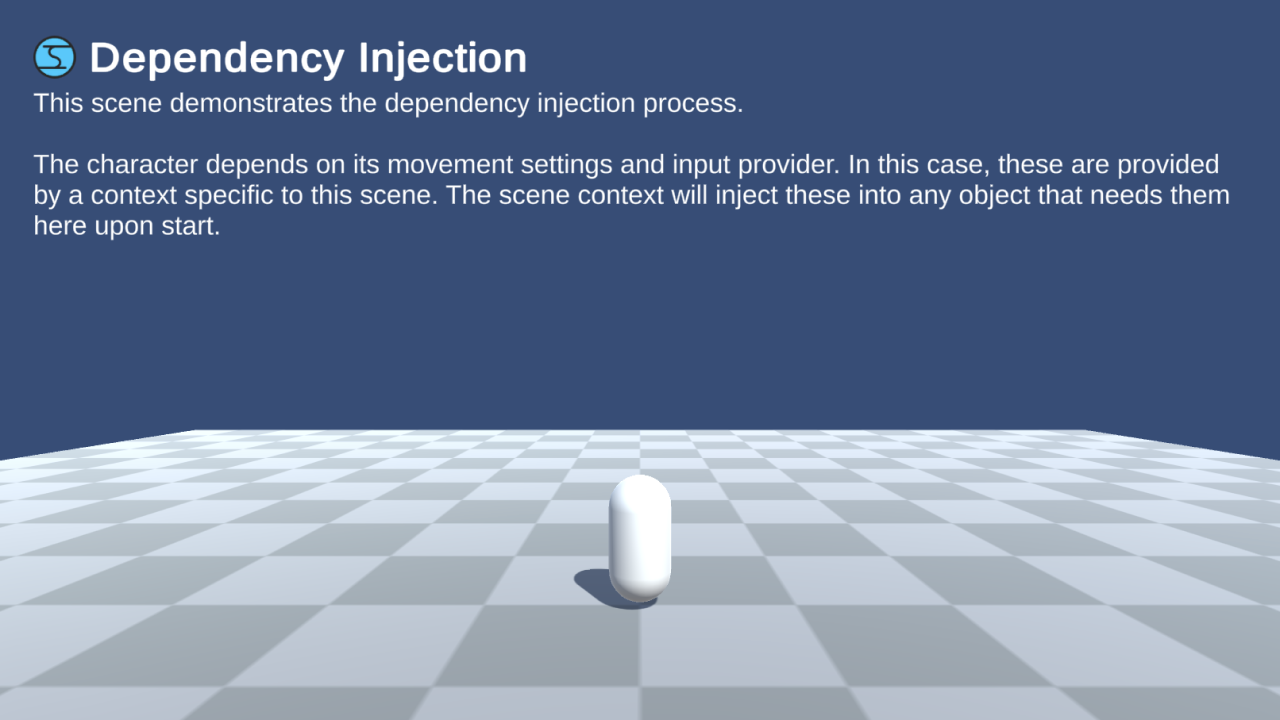 Dependency Injection
This scene demonstrates the dependency injection process.
The character depends on its movement settings and input provider. In this case, these are provided
by a context specific to this scene. The scene context will inject these into any object that needs them
here upon start.